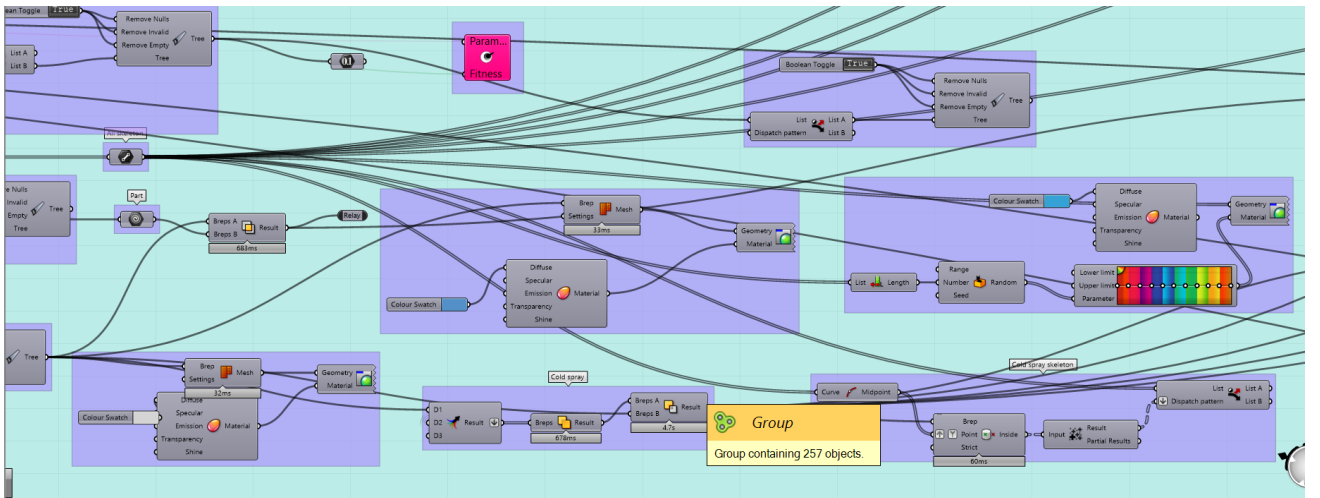 ean Toggle True
Remove Nulls
Remove Invalid
Remove Empty
Tree
Tree
List A
List B
Param...
Fitness
Boolean Toggle True
Remove Nulls
Remove Invalid
Remove Empty
Tree
Tree
List
Dispatch pattern
List A
List B
All skeleton
e Nulls
Invalid
Empty
Tree
Tree
Part
Breps A
Breps B
Result
683ms
Relay
Brep
Settings
Mesh
33ms
Geometry
Material
Colour Swatch
Diffuse
Specular
Emission
Transparency
Shine
Material
Colour Swatch
Diffuse
Specular
Emission
Transparency
Shine
Material
Geometry
Material
List
Length
Range
Number
Seed
Random
Lower limit
Upper limit
Parameter
Tree
Brep
Settings
Mesh
32ms
Geometry
Material
Colour Swatch
Diffuse
Specular
Emission
Transparency
Shine
Material
Cold spray
D1
D2
D3
Result
Breps
Result
678ms
Breps A
Breps B
Result
4.7s
Group
Group containing 257 objects.
Cold Spray skeleton
Curve
Midpoint
Brep
Point
Strict
Inside
60ms
Input
Result
Partial Results
List
Dispatch pattern
List A
List B